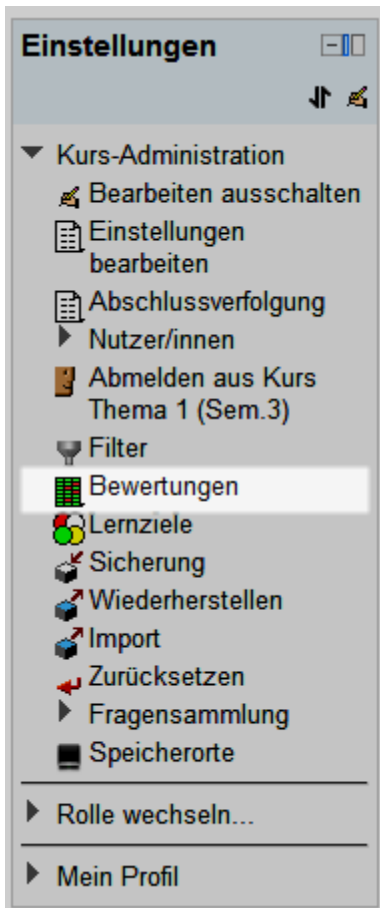 Einstellungen
Kurs-Administration
Bearbeiten ausschalten
Einstellungen
bearbeiten
Abschlussverfolgung
Nutzer/innen
Abmelden aus Kurs
Thema 1 (Sem.3)
Filter
Bewertungen
Lernziele
Sicherung
Wiederherstellen
Import
Zurücksetzen
Fragensammlung
Speicherorte
Rolle wechseln...
Mein Profil